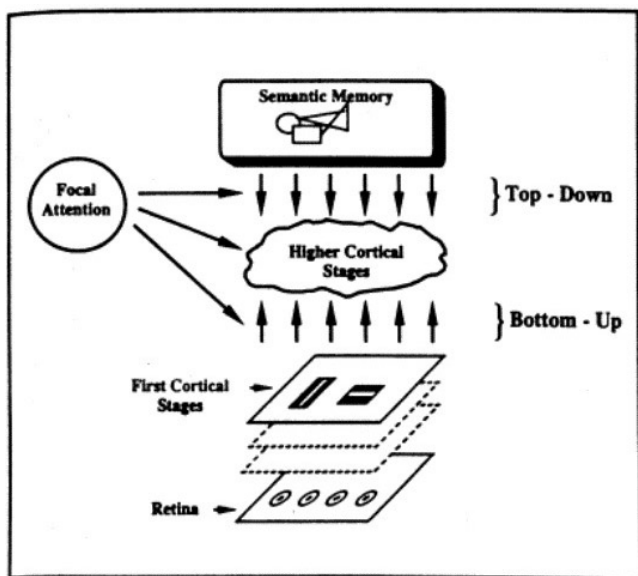 Semantic Memory
Focal
Attention
} Top - Down
Higher Cortical
Stages
} Bottom - Up
First Cortical
Stages
Retina